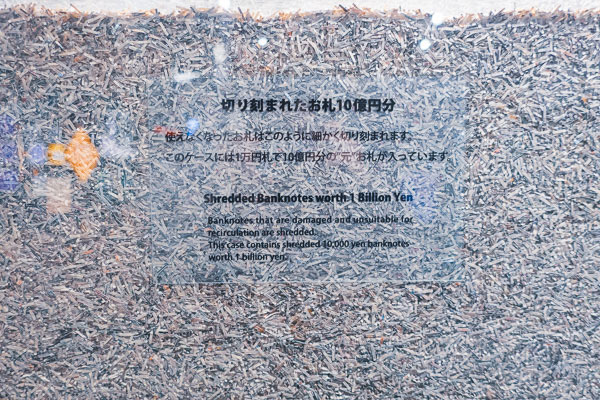 切り刻まれたお札10億円分
使えなくなったお札はこのように細かく切り刻まれます。
このケースには1万円札で10億円分の"元"お札が入っています。
Shredded Banknotes worth 1 Billion Yen
Banknotes that are damaged and unsuitable for
recirculation are shredded.
This case contains shredded 10,000 yen banknotes
worth 1 billion yen.